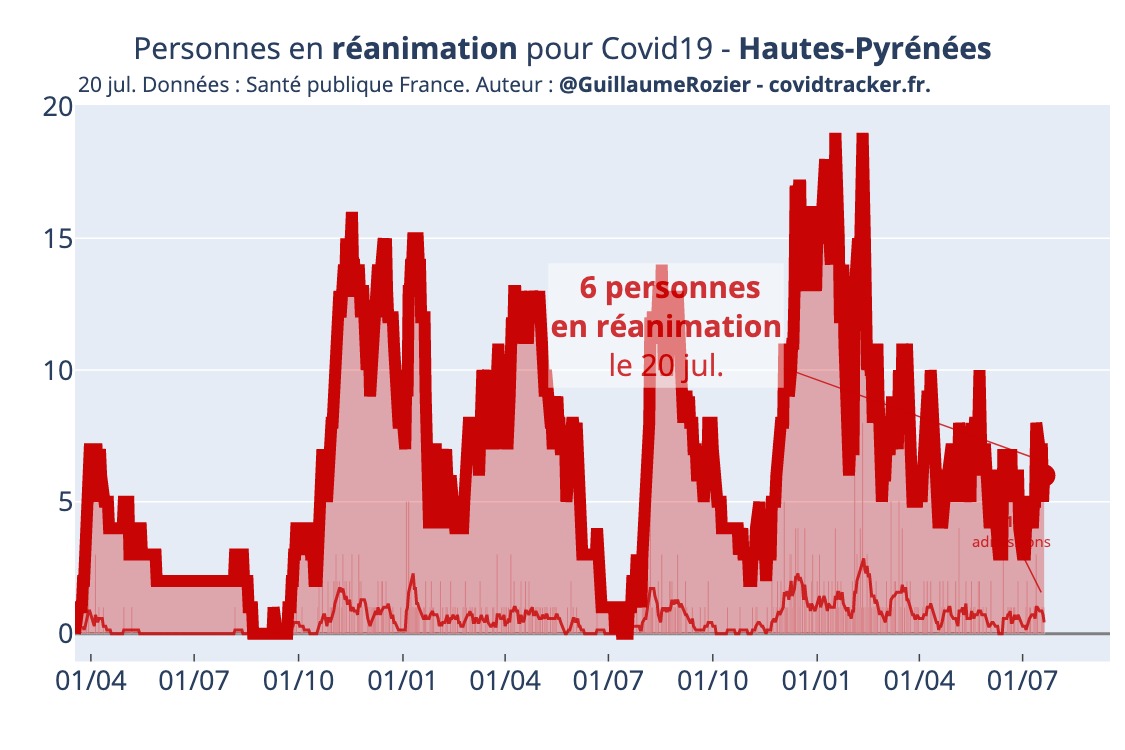 Personnes en réanimation pour Covid19 - Hautes-Pyrénées
20 jul. Données : Santé publique France. Auteur : @GuillaumeRozier - covidtracker.fr.
20
15
10
5
0
6 personnes
en réanimation
le 20 jul.
admissions
01/04 01/07 01/10 01/01 01/04 01/07 01/10 01/01 01/04 01/07